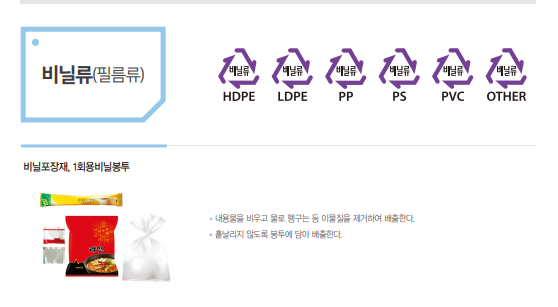 비닐류(필름류)
비닐류 비닐류 비닐류 비닐류 비닐류 비닐류
HDPE LDPE PP PS PVC OTHER
비닐포장재, 1회용비닐봉투
• 내용물을 비우고 물로 헹구는 등 이물질을 제거하여 배출한다.
• 흩날리지 않도록 봉투에 담아 배출한다.